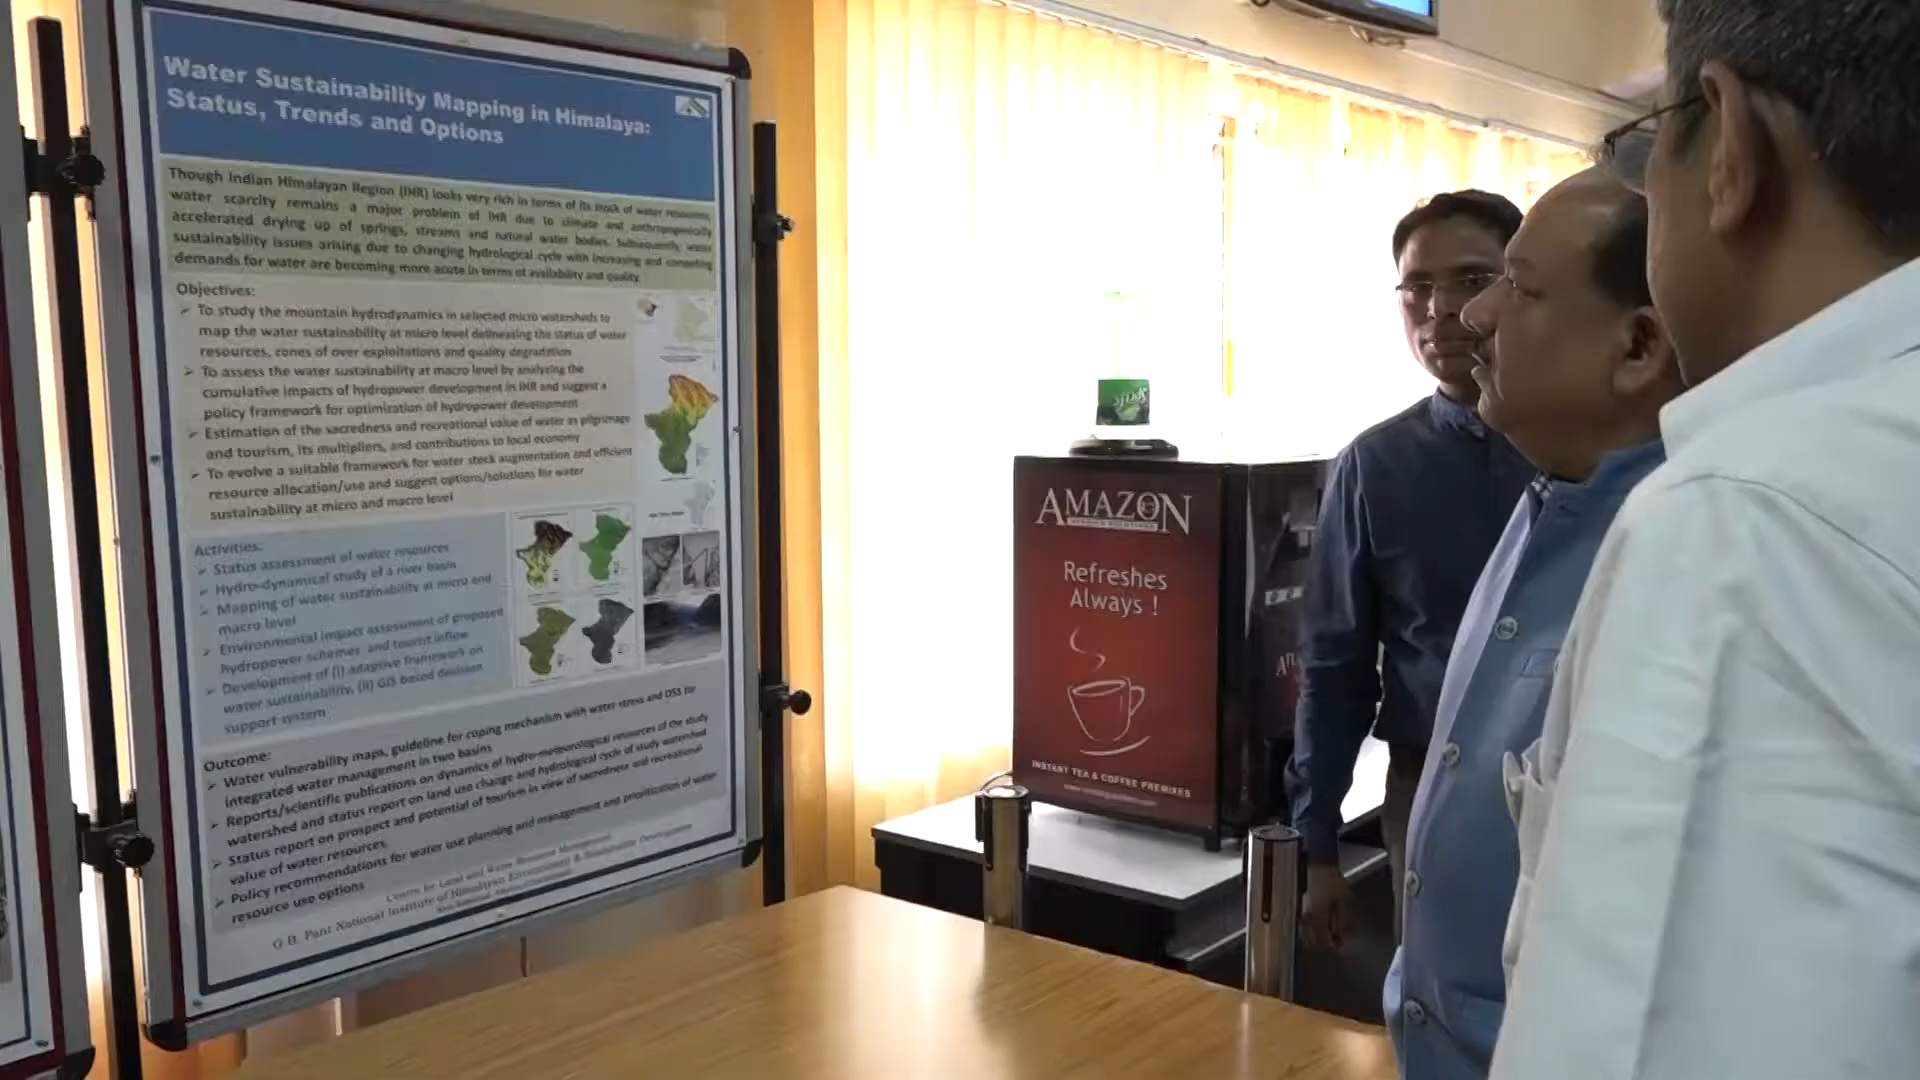 Water Sustainability Mapping in Himalaya:
Status, Trends and Options
Though Indian Himalayan Region (IHR) looks very rich in terms of its stock of water resources,
water scarcity remains a major problem of IHR due to climate and anthropogenically
accelerated drying up of springs, streams and natural water bodies. Subsequently, water
sustainability issues arising due to changing hydrological cycle with increasing and competing
demands for water are becoming more acute in terms of availability and quality.
Objectives:
➢ To study the mountain hydrodynamics in selected micro watersheds to
map the water sustainability at micro level delineating the status of water
resources, zones of over exploitations and quality degradation
➢ To assess the water sustainability at macro level by analyzing the
cumulative impacts of hydropower development in IHR and suggest a
policy framework for optimization of hydropower development
➢ Estimation of the sacredness and recreational value of water as pilgrimage
and tourism, its multipliers, and contributions to local economy
➢ To evolve a suitable framework for water stock augmentation and efficient
resource allocation/use and suggest options/solutions for water
sustainability at micro and macro level
Activities:
➢ Status assessment of water resources
➢ Hydro-dynamical study of a river basin
➢ Mapping of water sustainability at micro and
macro level
➢ Environmental impact assessment of proposed
hydropower schemes and tourist inflow
➢ Development of (i) adaptive framework on
water sustainability, (ii) GIS based decision
support system
Outcome:
➢ Water vulnerability maps, guideline for coping mechanism with water stress and DSS for
integrated water management in two basins
➢ Reports/scientific publications on dynamics of hydro-meteorological resources of the study
watershed and status report on land use change and hydrological cycle of study watershed
➢ Status report on prospect and potential of tourism in view of sacredness and recreational
value of water resources.
➢ Policy recommendations for water use planning and management and prioritization of water
resource use options
Centre for Land and Water Resource Management
G.B. Pant National Institute of Himalayan Environment & Sustainable Development
AMAZON
Refreshes
Always !
INSTANT TEA & COFFEE PREMIXES
Sprite